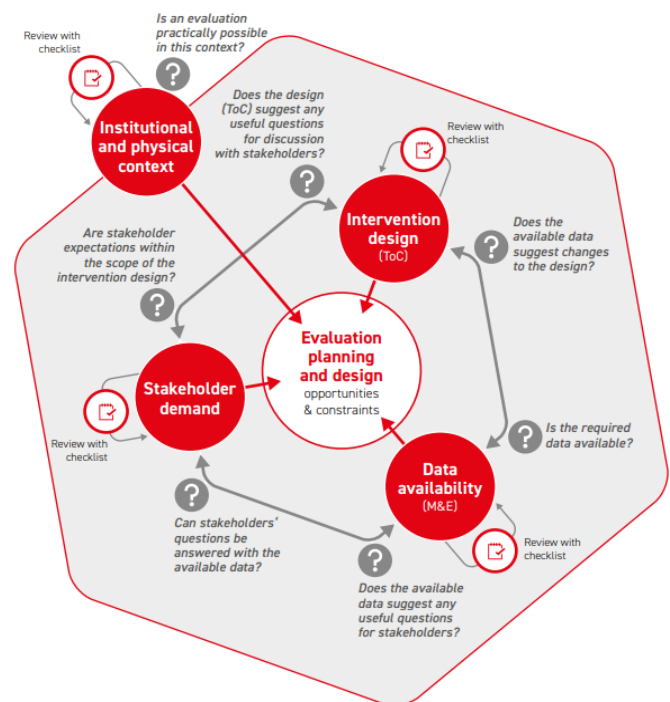 Is an evaluation
practically possible
in this context?
Review with
checklist
?
Institutional
and physical
context
Does the design
(ToC) suggest any
useful questions
for discussion
with stakeholders?
?
Review with
checklist
Intervention
design
(ToC)
Does the
available data
suggest changes
to the design?
?
Are stakeholder
expectations within
the scope of the
intervention design?
?
Evaluation
planning
and design
opportunities
& constraints
Stakeholder
demand
Review with
checklist
?
Is the required
data available?
Data
availability
(M&E)
?
Can stakeholders’
questions be
answered with the
available data?
Review with
checklist
?
Does the available
data suggest any
useful questions
for stakeholders?